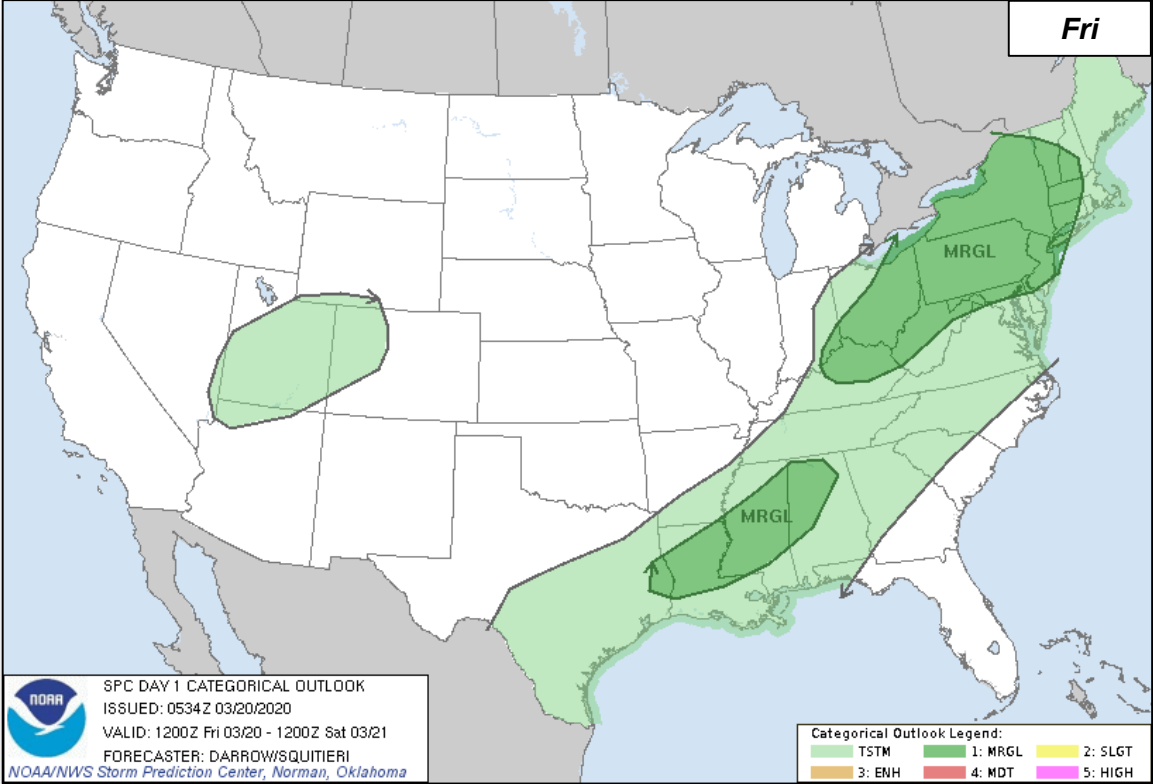 Fri
MRGL
MRGL
NOAA
SPC DAY 1 CATEGORICAL OUTLOOK
ISSUED: 0534Z 03/20/2020
VALID: 1200Z Fri 03/20 - 1200Z Sat 03/21
FORECASTER: DARROW/SQUITIERI
NOAA/NWS Storm Prediction Center, Norman, Oklahoma
Categorical Outlook Legend:
TSTM 1: MRGL 2: SLGT
3: ENH 4: MDT 5: HIGH